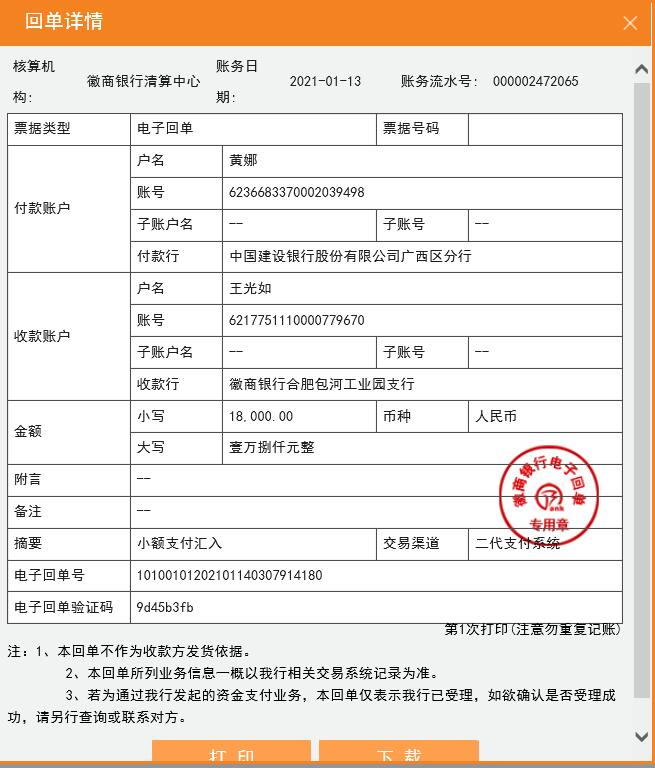 回单详情
核算机构: 徽商银行清算中心 账务日期: 2021-01-13 账务流水号: 000002472065
票据类型 电子回单 票据号码
付款账户
户名 黄娜
账号 6236683370002039498
子账户名 -- 子账号 --
付款行 中国建设银行股份有限公司广西区分行
收款账户
户名 王光如
账号 6217751110000779670
子账户名 -- 子账号 --
收款行 徽商银行合肥包河工业园支行
金额
小写 18,000.00 币种 人民币
大写 壹万捌仟元整
附言 --
备注 --
徽商银行电子回单
ank
专用章
摘要 小额支付汇入 交易渠道 二代支付系统
电子回单号 10100101202101140307914180
电子回单验证码 9d45b3fb
第1次打印(注意勿重复记账)
注: 1、本回单不作为收款方发货依据。
2、本回单所列业务信息一概以我行相关交易系统记录为准。
3、若为通过我行发起的资金支付业务, 本回单仅表示我行已受理, 如欲确认是否受理成
功, 请另行查询或联系对方。
打 印 下 载